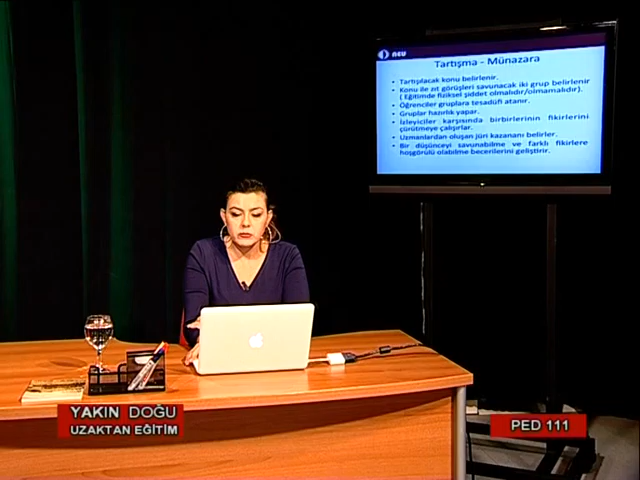 NEU
Tartışma - Münazara
• Tartışılacak konu belirlenir.
• Konu ile zıt görüşleri savunacak iki grup belirlenir
( Eğitimde fiziksel şiddet olmalıdır/olmamalıdır).
• Öğrenciler gruplara tesadüfi atanır.
• Gruplar hazırlık yapar.
• İzleyiciler karşısında birbirlerinin fikirlerini
çürütmeye çalışırlar.
• Uzmanlardan oluşan jüri kazananı belirler.
• Bir düşünceyi savunabilme ve farklı fikirlere
hoşgörülü olabilme becerilerini geliştirir.
YAKIN DOĞU
UZAKTAN EĞİTİM
PED 111